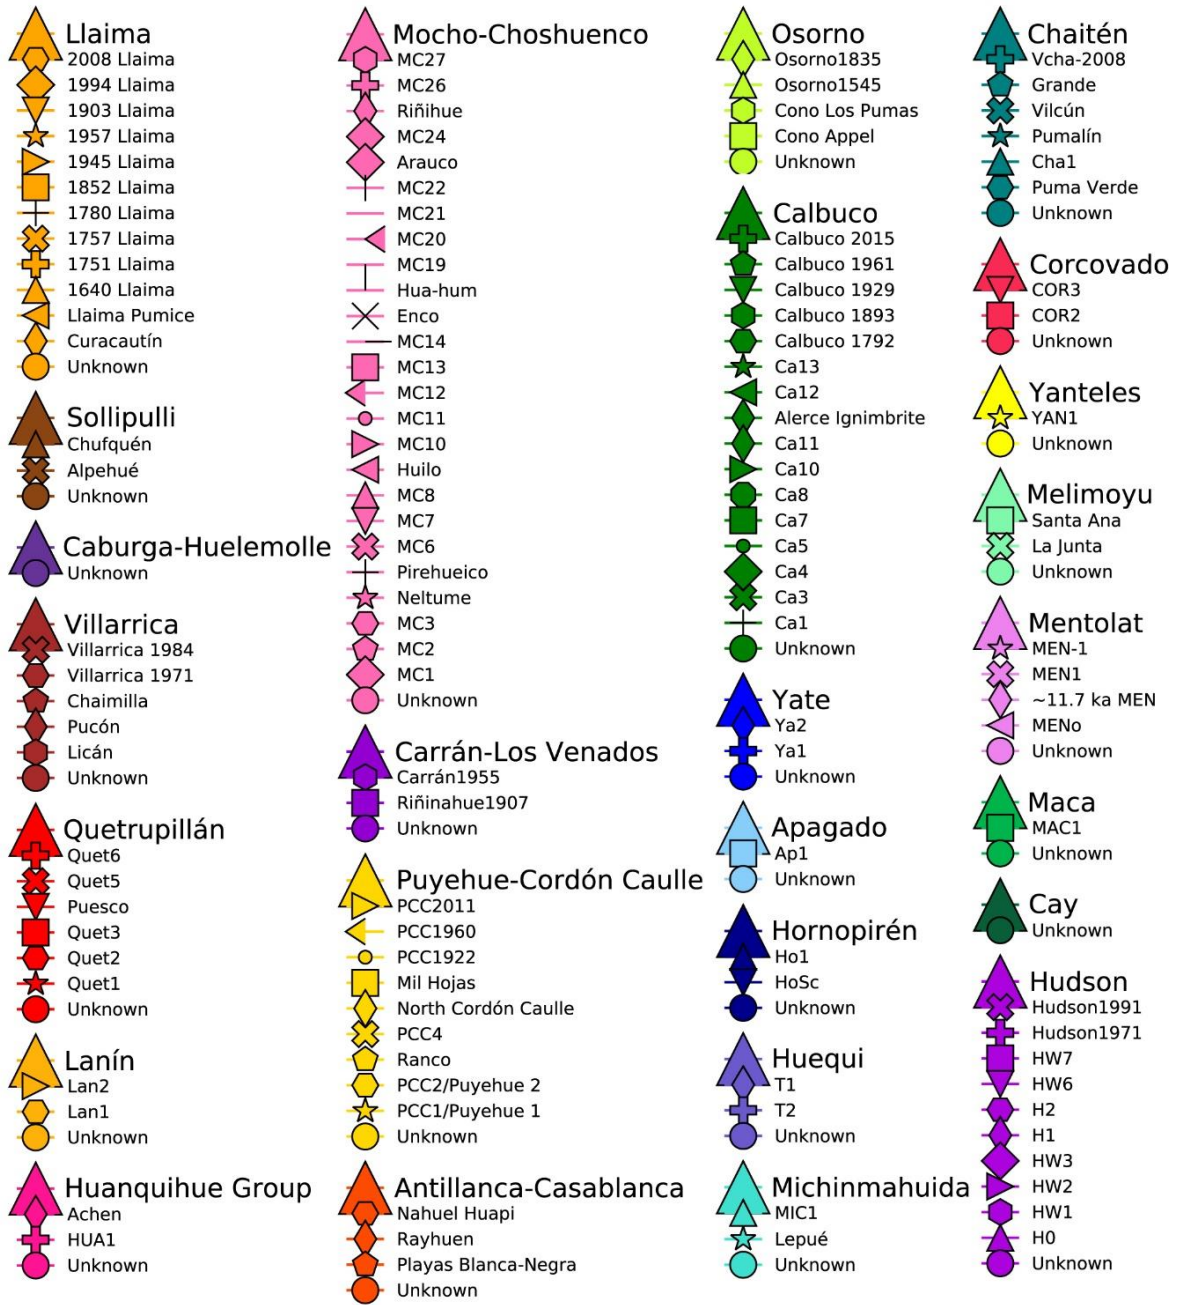 Llaima
2008 Llaima
1994 Llaima
1903 Llaima
1957 Llaima
1945 Llaima
1852 Llaima
1780 Llaima
1757 Llaima
1751 Llaima
1640 Llaima
Llaima Pumice
Curacautín
Unknown
Sollipulli
Chufquén
Alpehué
Unknown
Caburga-Huelemolle
Unknown
Villarrica
Villarrica 1984
Villarrica 1971
Chaimilla
Pucón
Licán
Unknown
Quetrupillán
Quet6
Quet5
Puesco
Quet3
Quet2
Quet1
Unknown
Lanín
Lan2
Lan1
Unknown
Huanquihue Group
Achen
HUA1
Unknown
Mocho-Choshuenco
MC27
MC26
Riñihue
MC24
Arauco
MC22
MC21
MC20
MC19
Hua-hum
Enco
MC14
MC13
MC12
MC11
MC10
Huilo
MC8
MC7
MC6
Pirehueico
Neltume
MC3
MC2
MC1
Unknown
Carrán-Los Venados
Carrán1955
Riñinahue1907
Unknown
Puyehue-Cordón Caulle
PCC2011
PCC1960
PCC1922
Mil Hojas
North Cordón Caulle
PCC4
Ranco
PCC2/Puyehue 2
PCC1/Puyehue 1
Unknown
Antillanca-Casablanca
Nahuel Huapi
Rayhuen
Playas Blanca-Negra
Unknown
Osorno
Osorno1835
Osorno1545
Cono Los Pumas
Cono Appel
Unknown
Calbuco
Calbuco 2015
Calbuco 1961
Calbuco 1929
Calbuco 1893
Calbuco 1792
Ca13
Ca12
Alerce Ignimbrite
Ca11
Ca10
Ca8
Ca7
Ca5
Ca4
Ca3
Ca1
Unknown
Yate
Ya2
Ya1
Unknown
Apagado
Ap1
Unknown
Hornopirén
Ho1
HoSc
Unknown
Huequi
T1
T2
Unknown
Michinmahuida
MIC1
Lepué
Unknown
Chaitén
Vcha-2008
Grande
Vilcún
Pumalín
Cha1
Puma Verde
Unknown
Corcovado
COR3
COR2
Unknown
Yanteles
YAN1
Unknown
Melimoyu
Santa Ana
La Junta
Unknown
Mentolat
MEN-1
MEN1
~11.7 ka MEN
MENo
Unknown
Maca
MAC1
Unknown
Cay
Unknown
Hudson
Hudson1991
Hudson1971
HW7
HW6
H2
H1
HW3
HW2
HW1
H0
Unknown